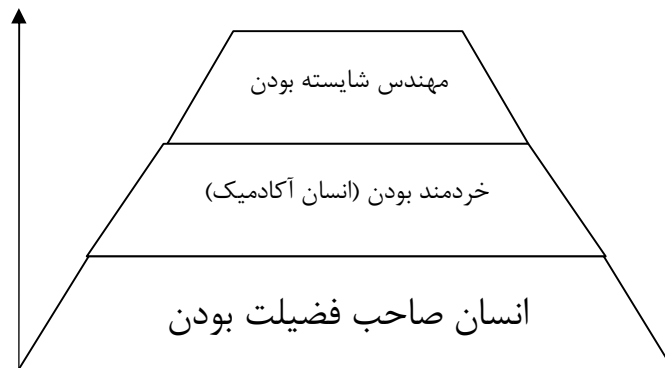 مهندس شایسته بودن
خردمند بودن (انسان آکادمیک)
انسان صاحب فضیلت بودن